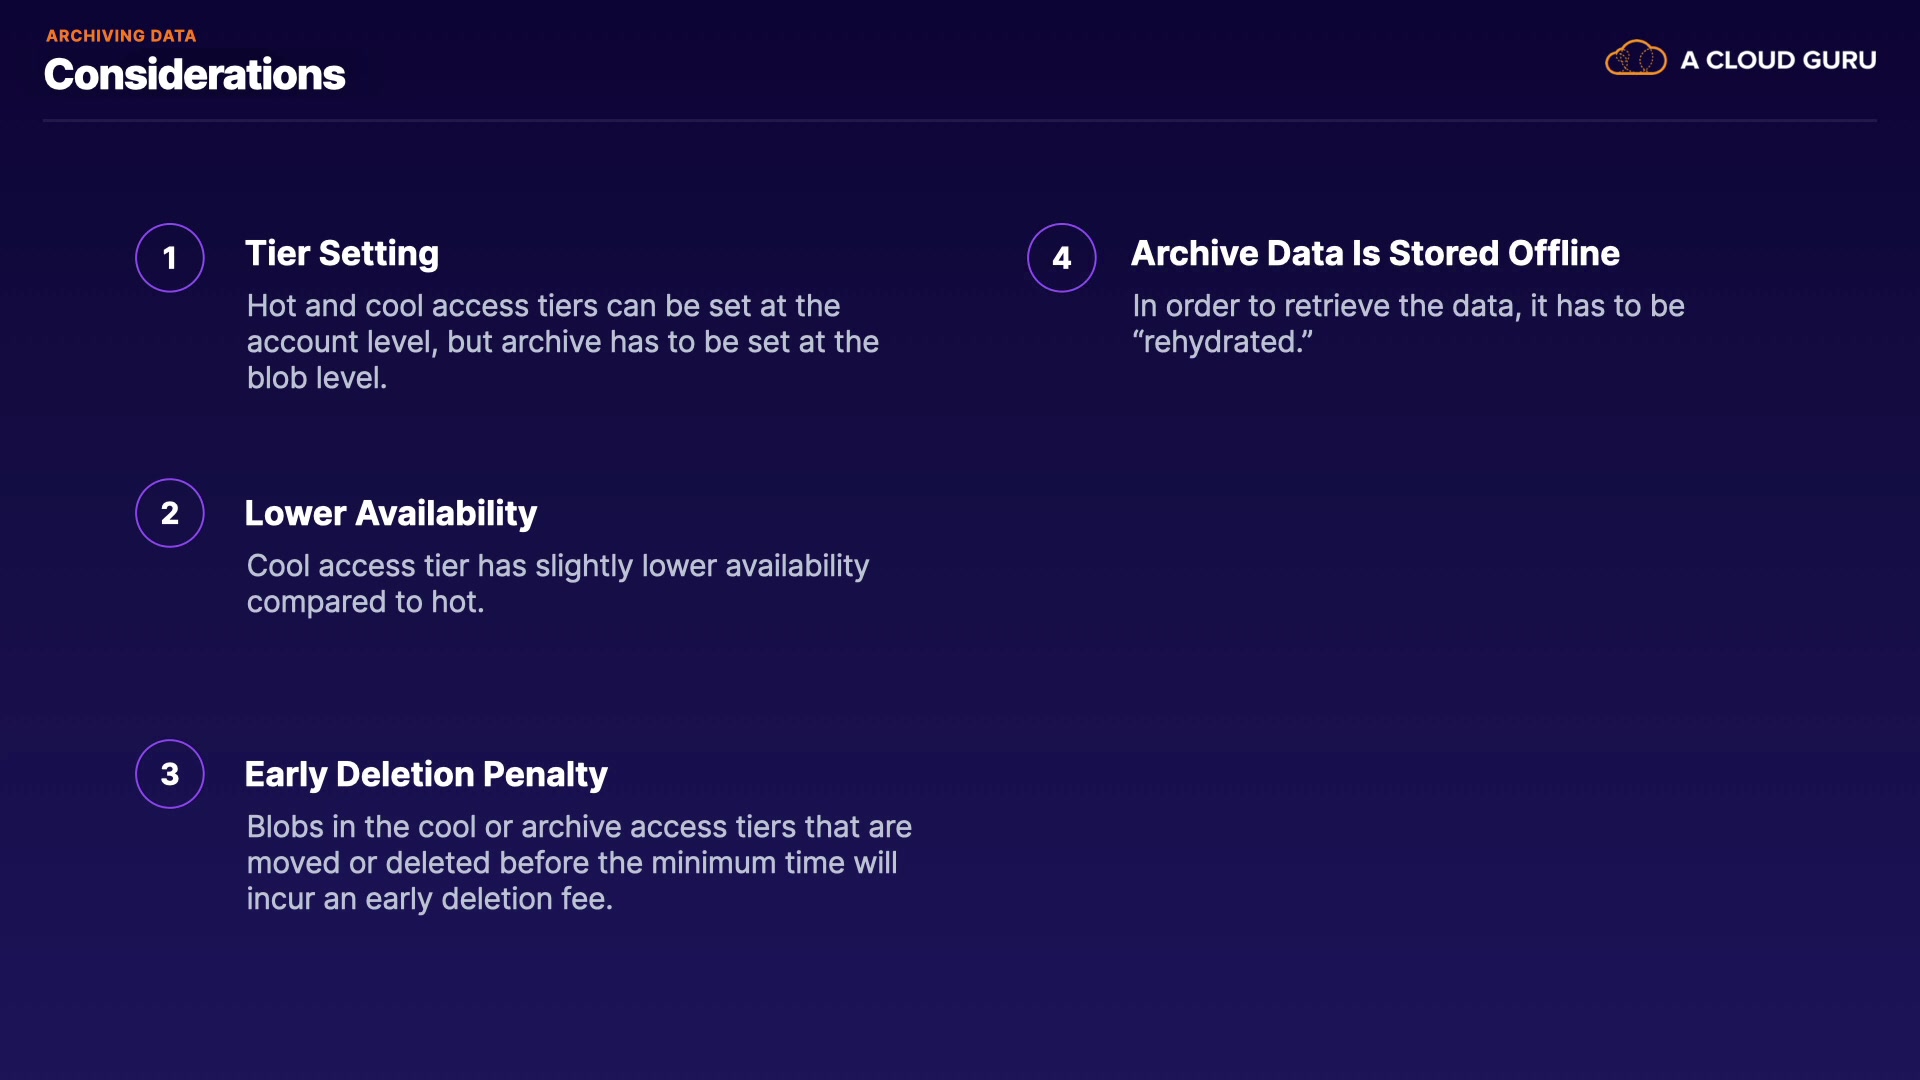 ARCHIVING DATA
Considerations
A CLOUD GURU
1
Tier Setting
Hot and cool access tiers can be set at the
account level, but archive has to be set at the
blob level.
2
Lower Availability
Cool access tier has slightly lower availability
compared to hot.
3
Early Deletion Penalty
Blobs in the cool or archive access tiers that are
moved or deleted before the minimum time will
incur an early deletion fee.
4
Archive Data Is Stored Offline
In order to retrieve the data, it has to be
“rehydrated.”